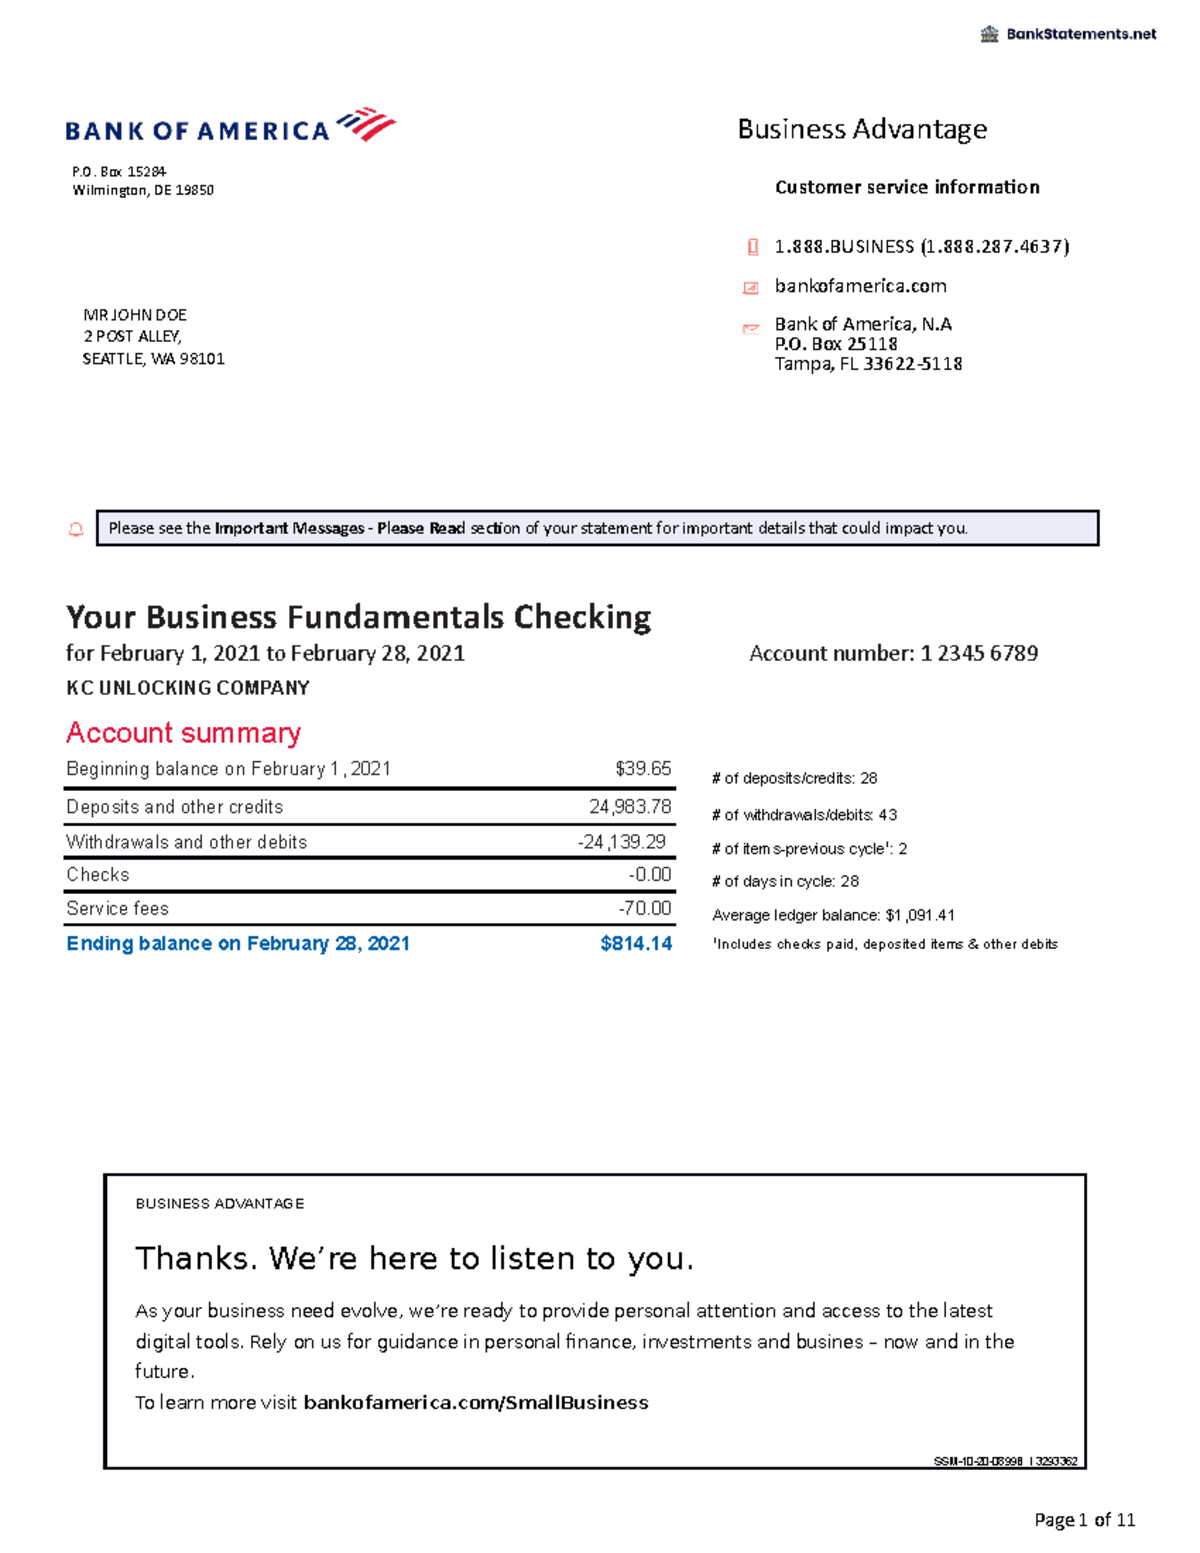 BankStatements.net
BANK OF AMERICA
Business Advantage
P.O. Box 15284
Wilmington, DE 19850
Customer service information
1.888.BUSINESS (1.888.287.4637)
bankofamerica.com
Bank of America, N.A
P.O. Box 25118
Tampa, FL 33622-5118
MR JOHN DOE
2 POST ALLEY,
SEATTLE, WA 98101
Please see the Important Messages - Please Read section of your statement for important details that could impact you.
Your Business Fundamentals Checking
for February 1, 2021 to February 28, 2021
Account number: 1 2345 6789
KC UNLOCKING COMPANY
Account summary
Beginning balance on February 1, 2021 $39.65
Deposits and other credits 24,983.78
Withdrawals and other debits -24,139.29
Checks -0.00
Service fees -70.00
Ending balance on February 28, 2021 $814.14
# of deposits/credits: 28
# of withdrawals/debits: 43
# of items-previous cycle¹: 2
# of days in cycle: 28
Average ledger balance: $1,091.41
¹Includes checks paid, deposited items & other debits
BUSINESS ADVANTAGE
Thanks. We’re here to listen to you.
As your business need evolve, we’re ready to provide personal attention and access to the latest
digital tools. Rely on us for guidance in personal finance, investments and busines – now and in the
future.
To learn more visit bankofamerica.com/SmallBusiness
SSM-10-20-08998 | 3293362
Page 1 of 11